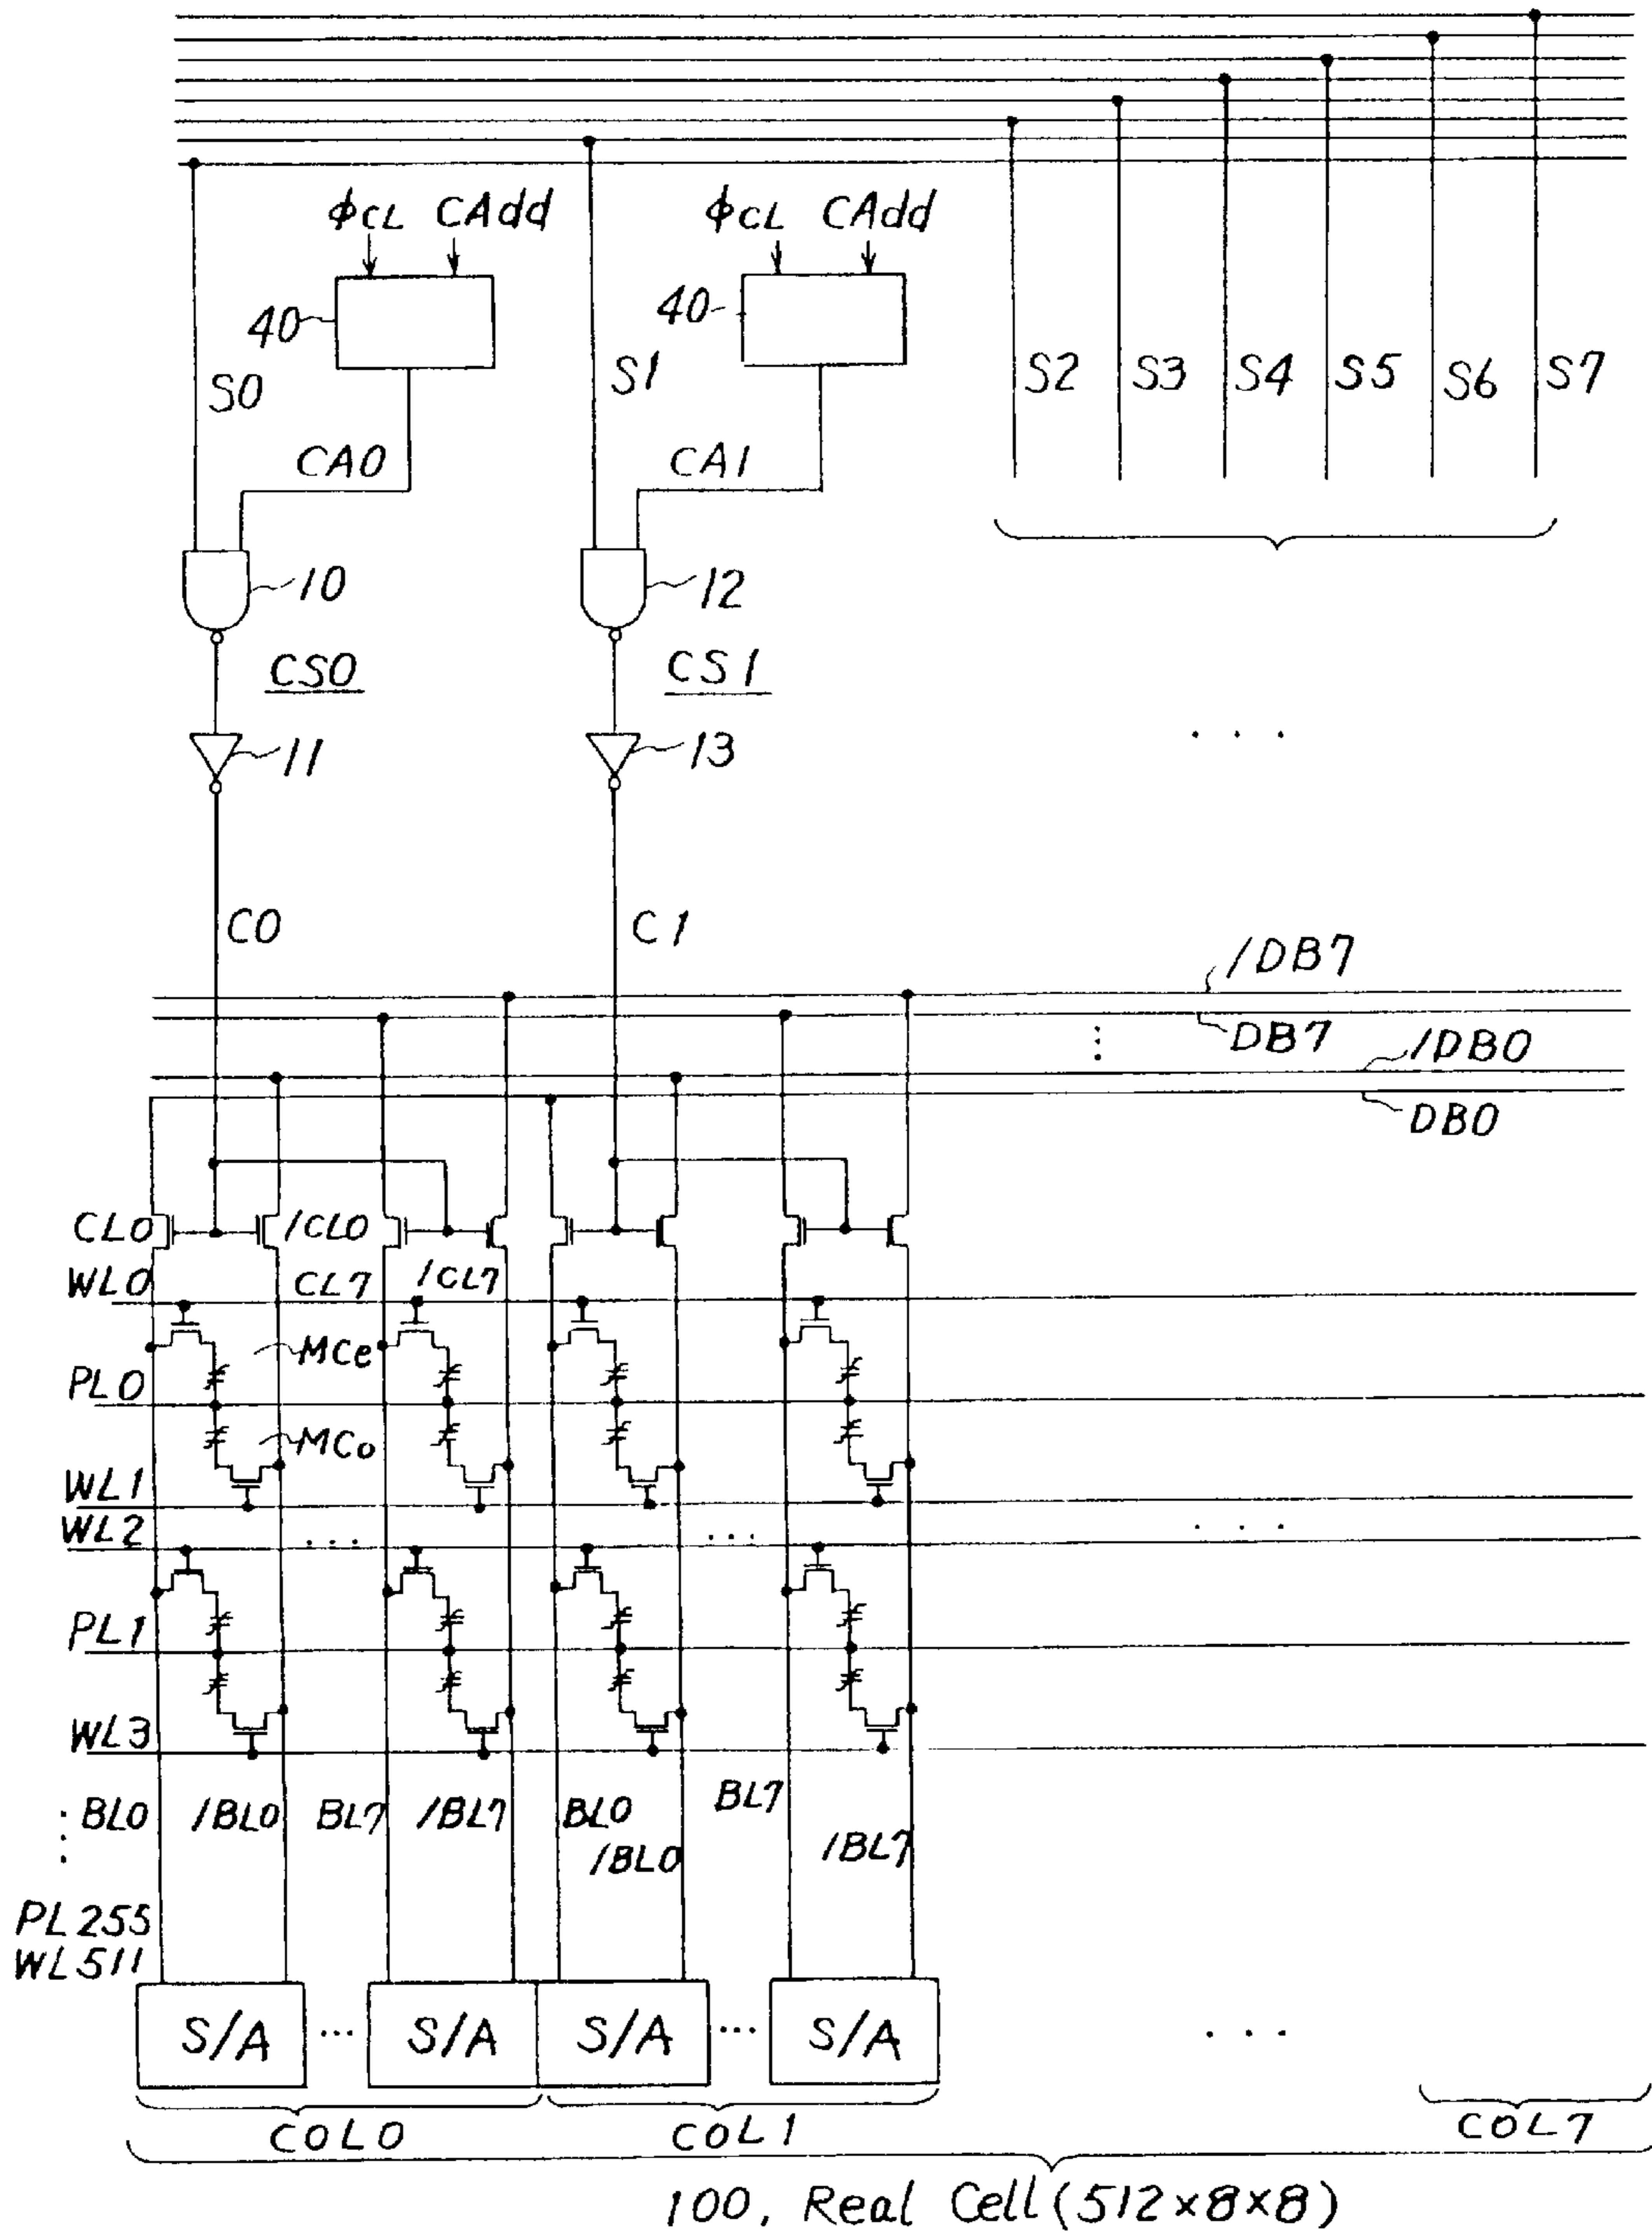 ΦCL CAdd ΦCL CAdd
40 40
S0 S1 S2 S3 S4 S5 S6 S7
CA0 CA1
10 12
CS0 CS1
11 13
C0 C1
/DB7
DB7 /DB0
DB0
CL0 /CL0
WL0 CL7 /CL7
MCe
PL0
MCo
WL1
WL2 ... ... ...
PL1
WL3
BL0 /BL0 BL7 /BL7 BL0 /BL0 BL7 /BL7
PL255
WL511
S/A ... S/A S/A ... S/A ...
COL0 COL1 COL7
100, Real Cell (512×8×8)